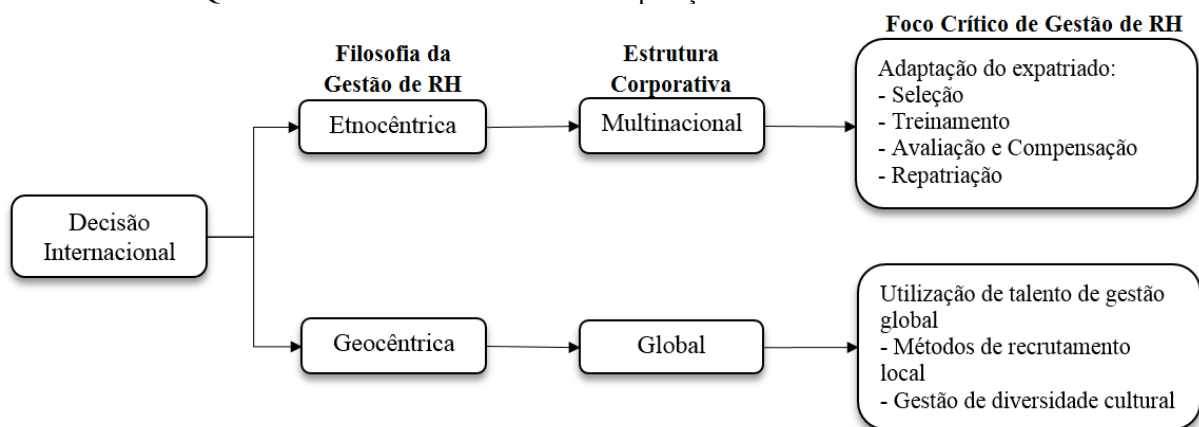 Foco Crítico de Gestão de RH
Filosofia da
Gestão de RH
Estrutura
Corporativa
Etnocêntrica
Multinacional
Adaptação do expatriado:
- Seleção
- Treinamento
- Avaliação e Compensação
- Repatriação
Decisão
Internacional
Geocêntrica
Global
Utilização de talento de gestão
global
- Métodos de recrutamento
local
- Gestão de diversidade cultural